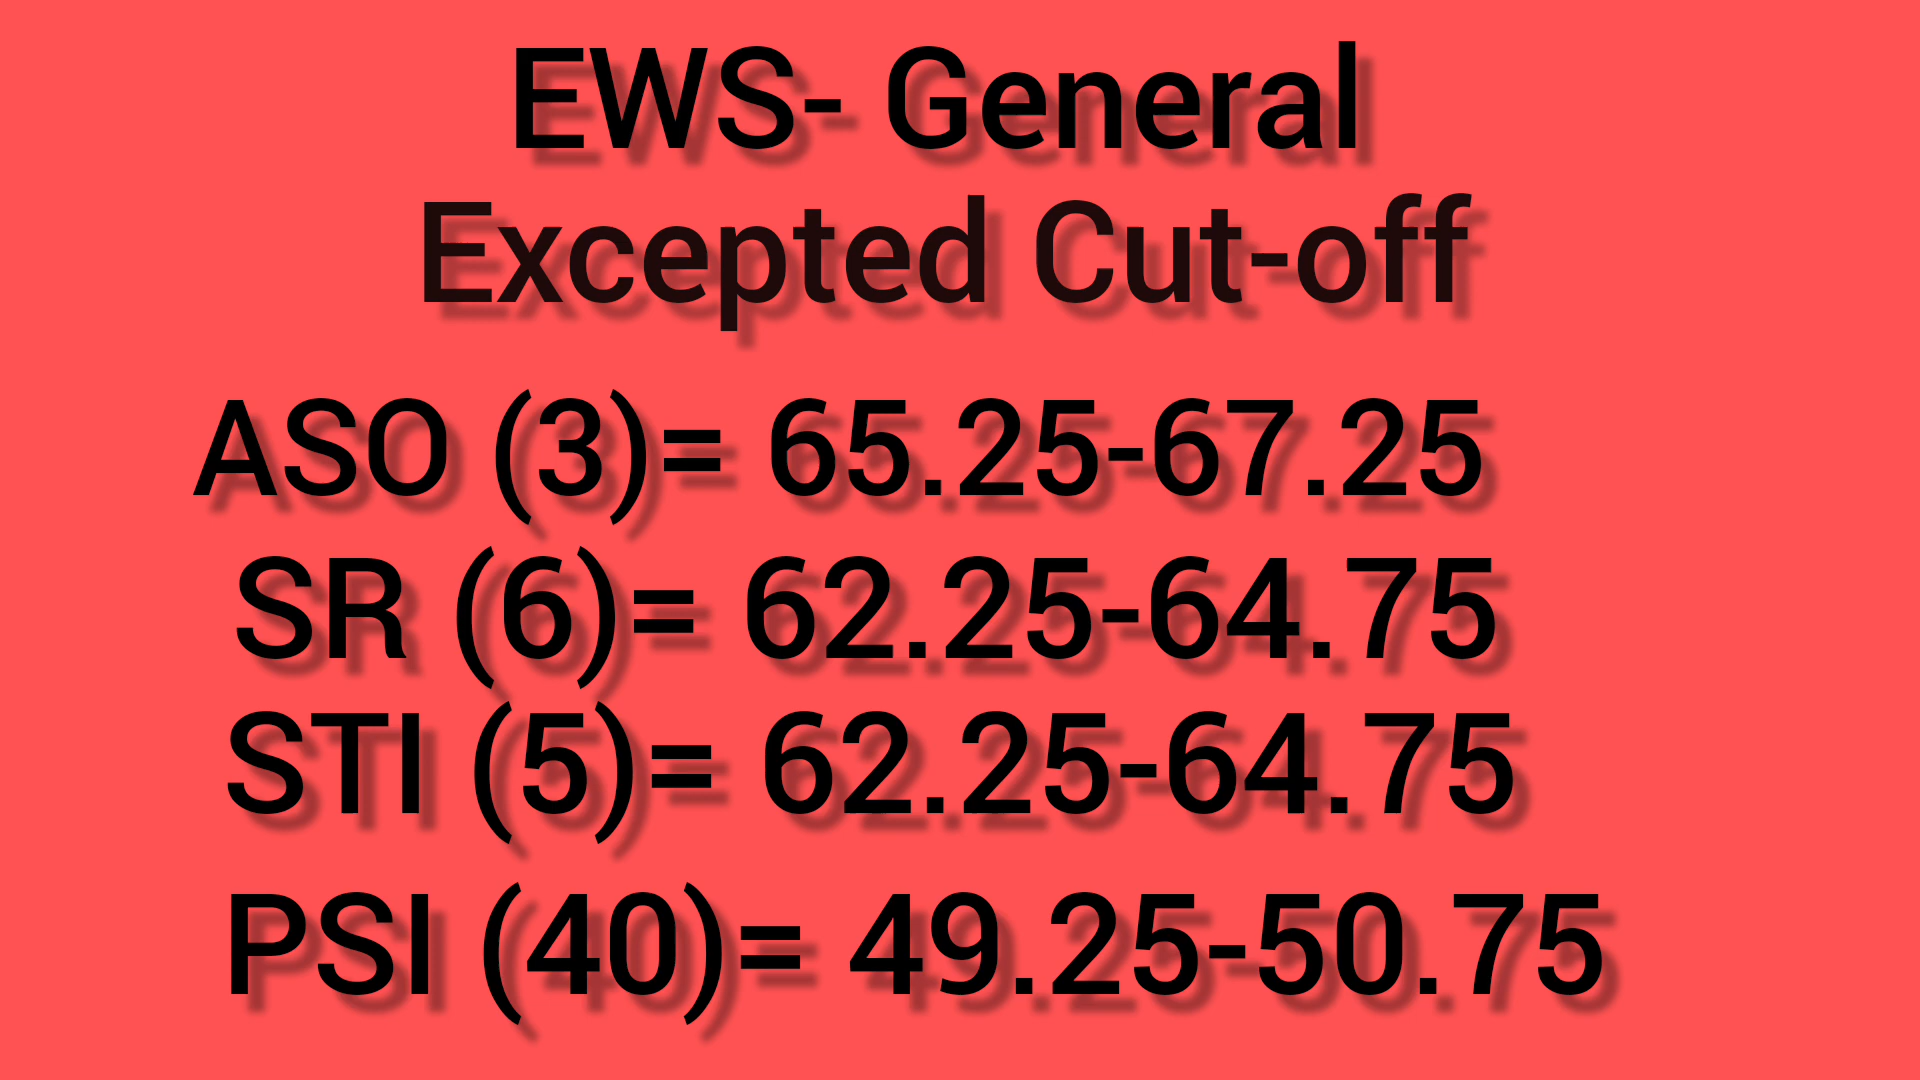 EWS- General
Excepted Cut-off
ASO (3)= 65.25-67.25
SR (6)= 62.25-64.75
STI (5)= 62.25-64.75
PSI (40)= 49.25-50.75